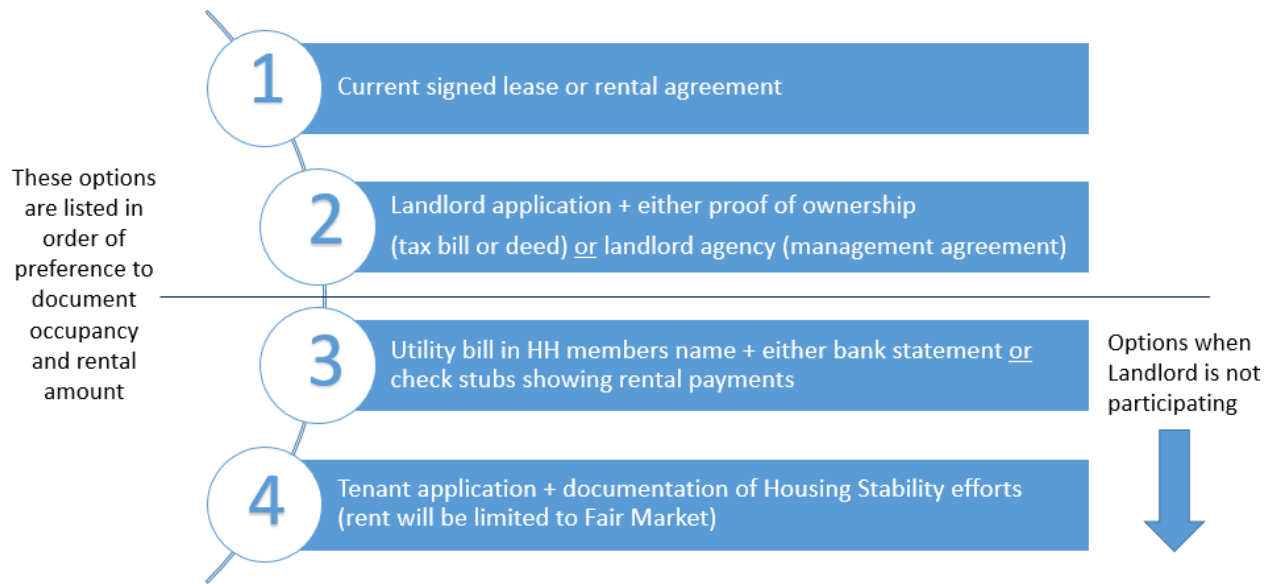 These options
are listed in
order of
preference to
document
occupancy
and rental
amount
1
Current signed lease or rental agreement
2
Landlord application + either proof of ownership
(tax bill or deed) or landlord agency (management agreement)
3
Utility bill in HH members name + either bank statement or
check stubs showing rental payments
4
Tenant application + documentation of Housing Stability efforts
(rent will be limited to Fair Market)
Options when
Landlord is not
participating